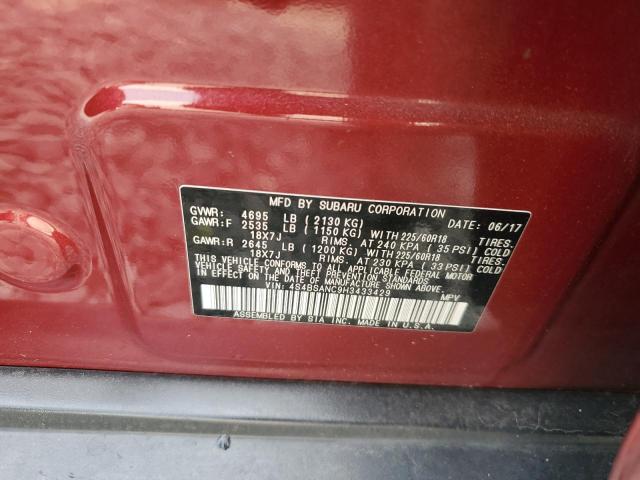 MFD BY SUBARU CORPORATION
GVWR: 4695 LB (2130 KG) DATE: 06/17
GAWR:F 2535 LB (1150 KG) WITH 225/60R18 TIRES.
18X7J RIMS. AT 240 KPA (35 PSI) COLD
GAWR:R 2645 LB (1200 KG) WITH 225/60R18 TIRES.
18X7J RIMS. AT 230 KPA (33 PSI) COLD
THIS VEHICLE CONFORMS TO ALL APPLICABLE FEDERAL MOTOR
VEHICLE SAFETY AND THEFT PREVENTION STANDARDS
IN EFFECT ON THE DATE OF MANUFACTURE SHOWN ABOVE.
VIN: 4S4BSANC9H3433429 MPV
ASSEMBLED BY SIA INC. MADE IN U.S.A.